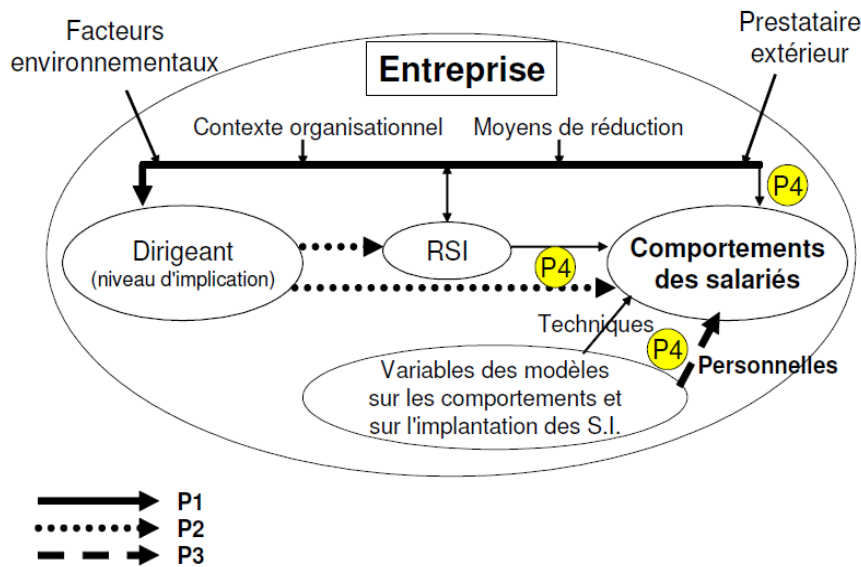 Facteurs
environnementaux
Prestataire
extérieur
Entreprise
Contexte organisationnel
Moyens de réduction
P4
Dirigeant
(niveau d'implication)
RSI
P4
Comportements
des salariés
Techniques
P4
Personnelles
Variables des modèles
sur les comportements et
sur l'implantation des S.I.
P1
P2
P3